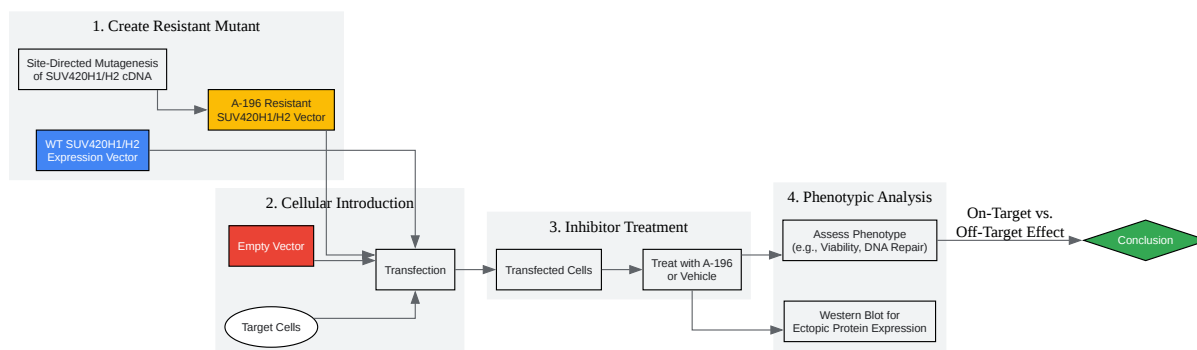 1. Create Resistant Mutant
Site-Directed Mutagenesis
of SUV420H1/H2 cDNA
A-196 Resistant
SUV420H1/H2 Vector
WT SUV420H1/H2
Expression Vector
2. Cellular Introduction
Empty Vector
Transfection
Target Cells
3. Inhibitor Treatment
Transfected Cells
Treat with A-196
or Vehicle
4. Phenotypic Analysis
Assess Phenotype
(e.g., Viability, DNA Repair)
Western Blot for
Ectopic Protein Expression
On-Target vs.
Off-Target Effect
Conclusion